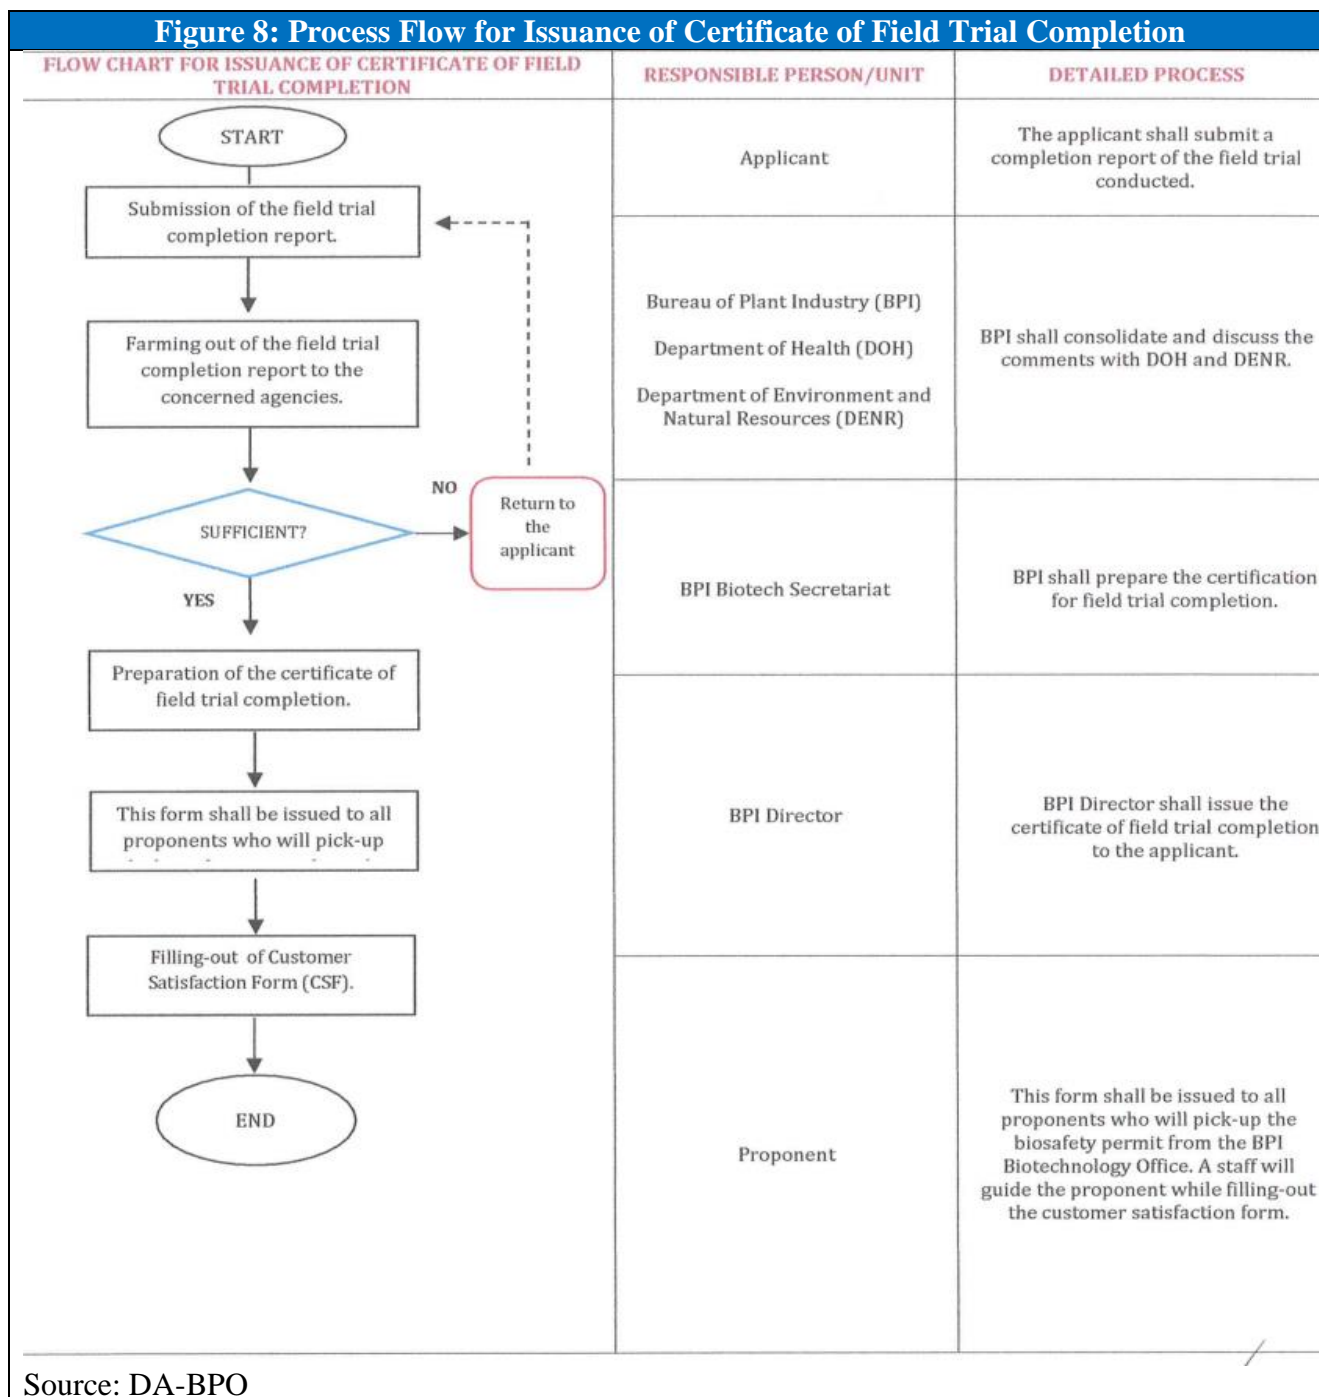 Figure 8: Process Flow for Issuance of Certificate of Field Trial Completion
FLOW CHART FOR ISSUANCE OF CERTIFICATE OF FIELD
TRIAL COMPLETION
START
Submission of the field trial
completion report.
Farming out of the field trial
completion report to the
concerned agencies.
SUFFICIENT?
NO
Return to
the
applicant
YES
Preparation of the certificate of
field trial completion.
This form shall be issued to all
proponents who will pick-up
Filling-out of Customer
Satisfaction Form (CSF).
END
RESPONSIBLE PERSON/UNIT
Applicant
Bureau of Plant Industry (BPI)
Department of Health (DOH)
Department of Environment and
Natural Resources (DENR)
BPI Biotech Secretariat
BPI Director
Proponent
DETAILED PROCESS
The applicant shall submit a
completion report of the field trial
conducted.
BPI shall consolidate and discuss the
comments with DOH and DENR.
BPI shall prepare the certification
for field trial completion.
BPI Director shall issue the
certificate of field trial completion
to the applicant.
This form shall be issued to all
proponents who will pick-up the
biosafety permit from the BPI
Biotechnology Office. A staff will
guide the proponent while filling-out
the customer satisfaction form.
Source: DA-BPO